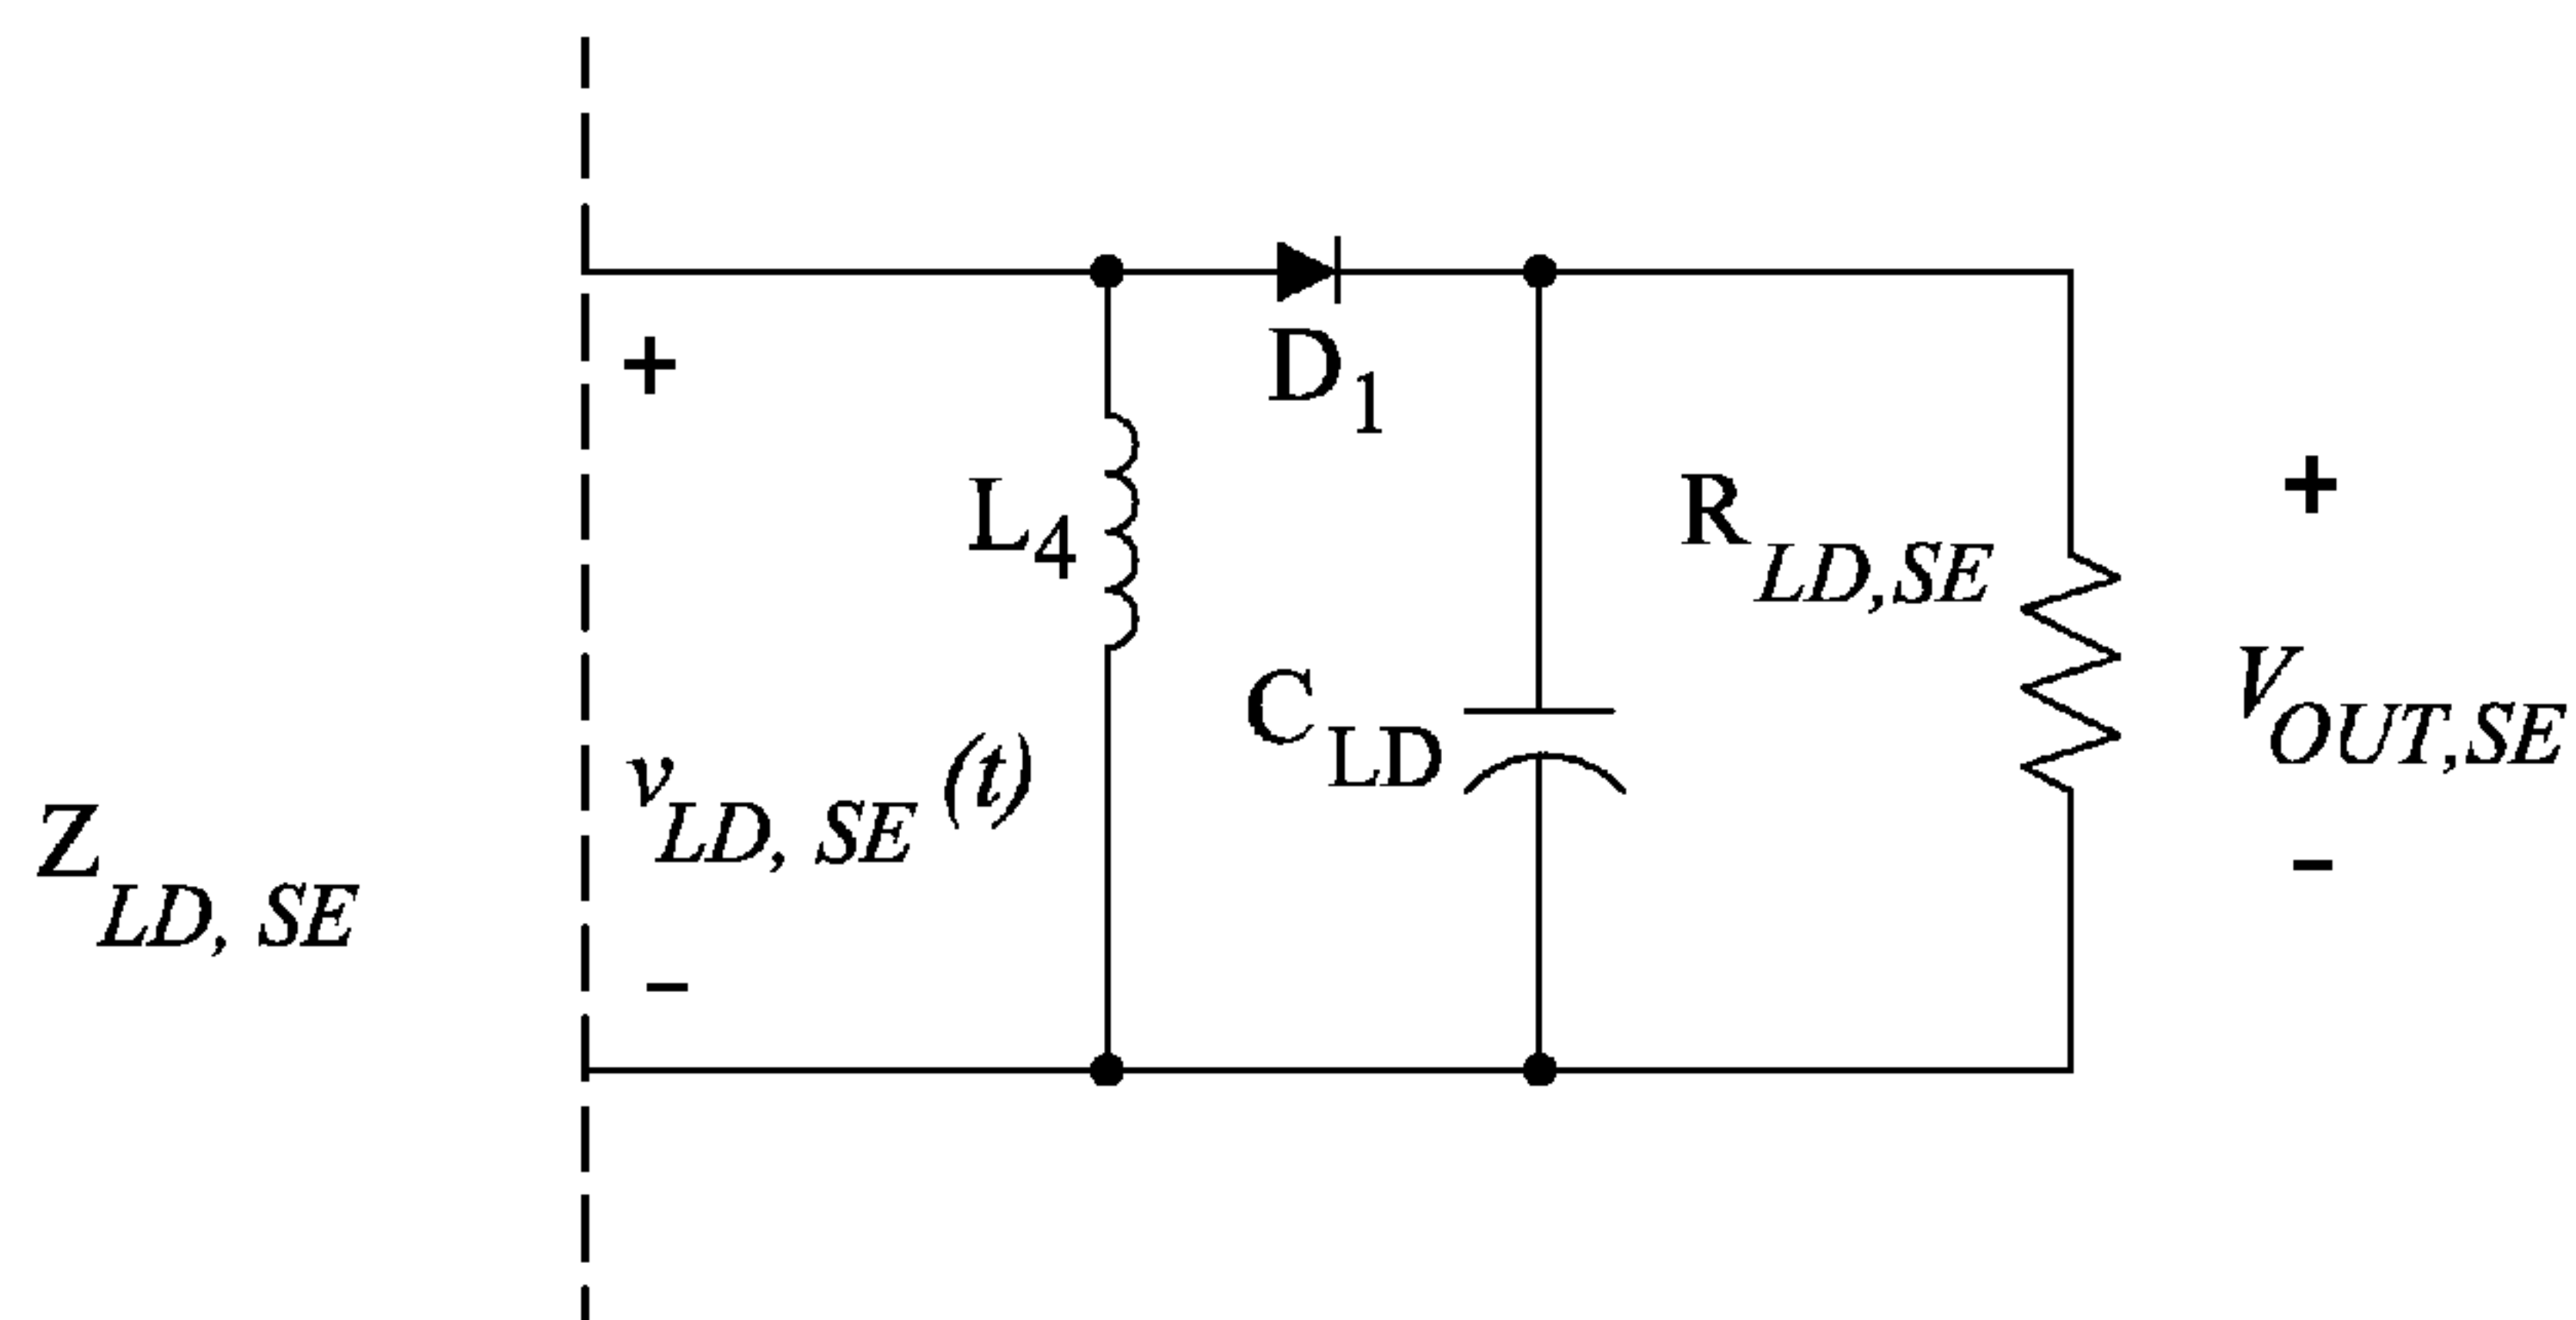 +
D1
L4
RLD,SE
+
CLD
VOUT,SE
vLD, SE (t)
ZLD, SE
-
-